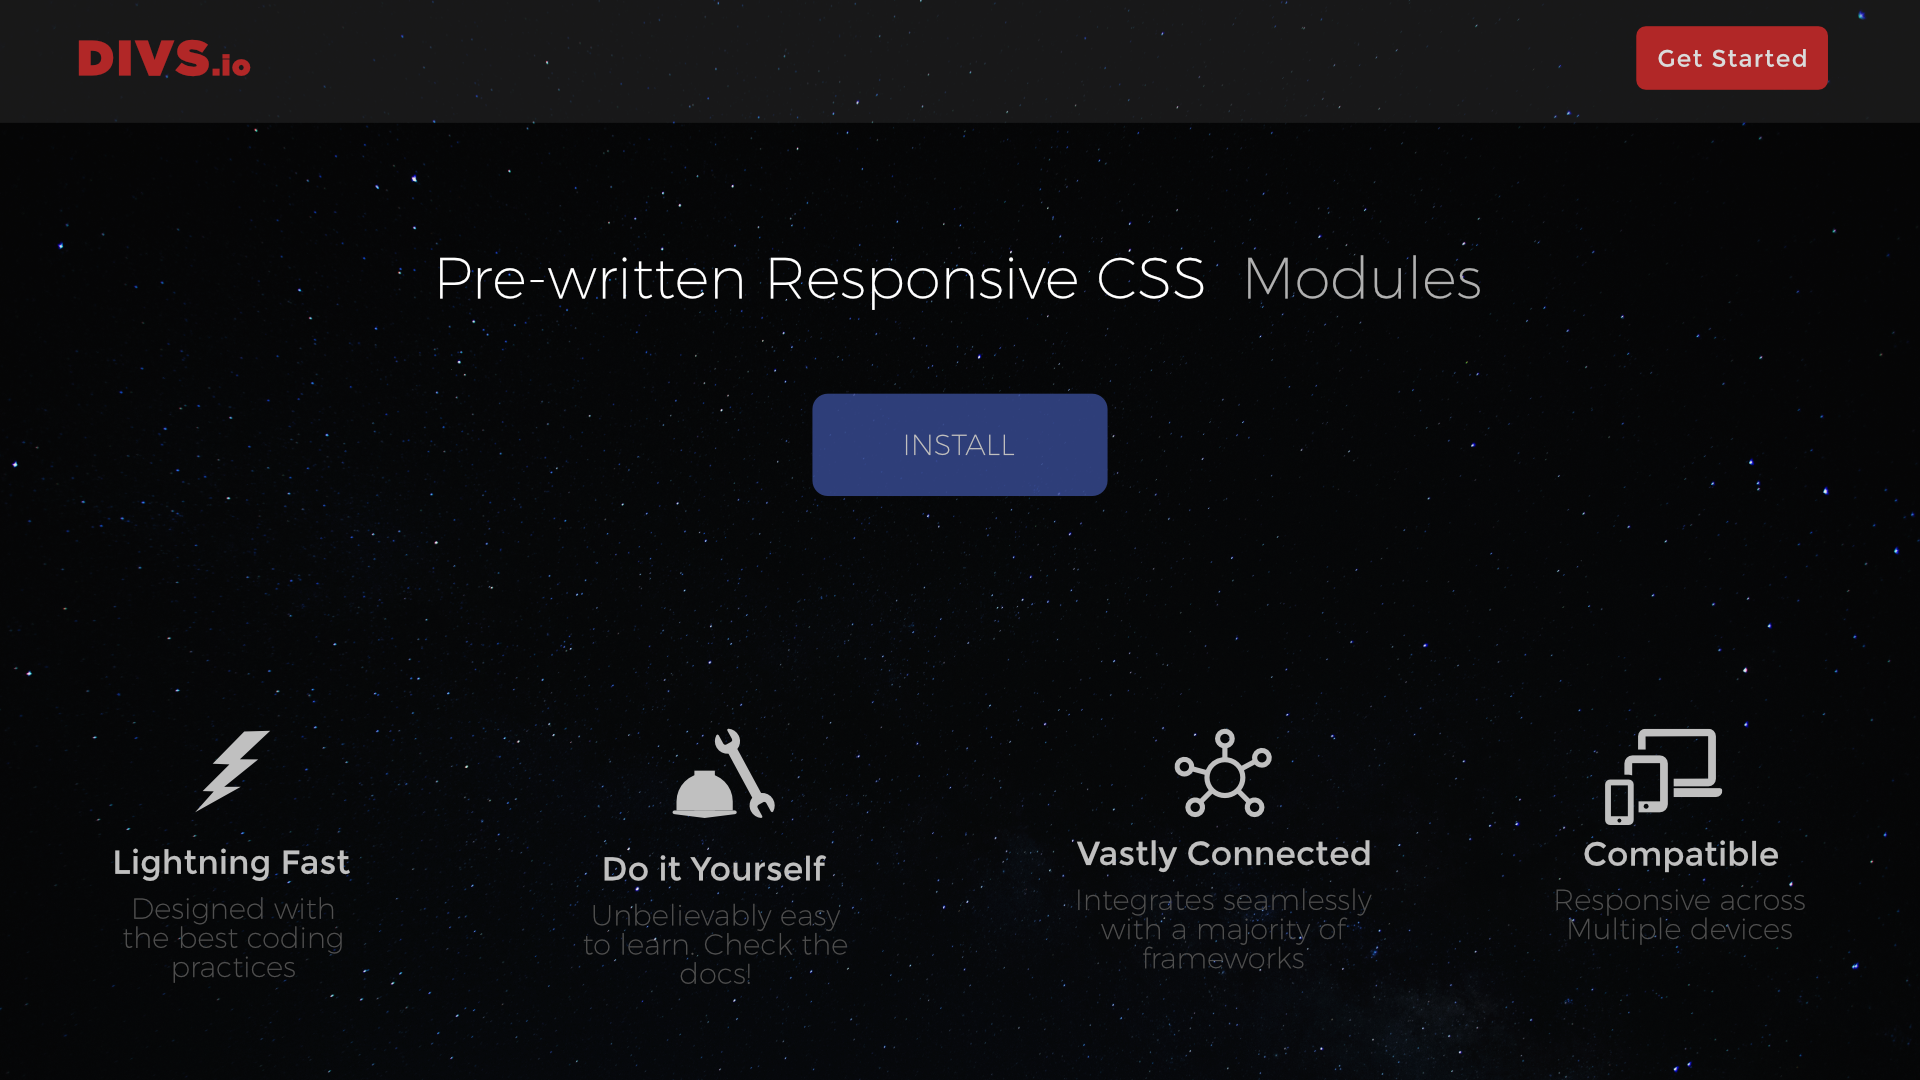 DIVS.io
Get Started
Pre-written Responsive CSS Modules
INSTALL
Lightning Fast
Designed with
the best coding
practices
Do it Yourself
Unbelievably easy
to learn. Check the
docs!
Vastly Connected
Integrates seamlessly
with a majority of
frameworks
Compatible
Responsive across
Multiple devices